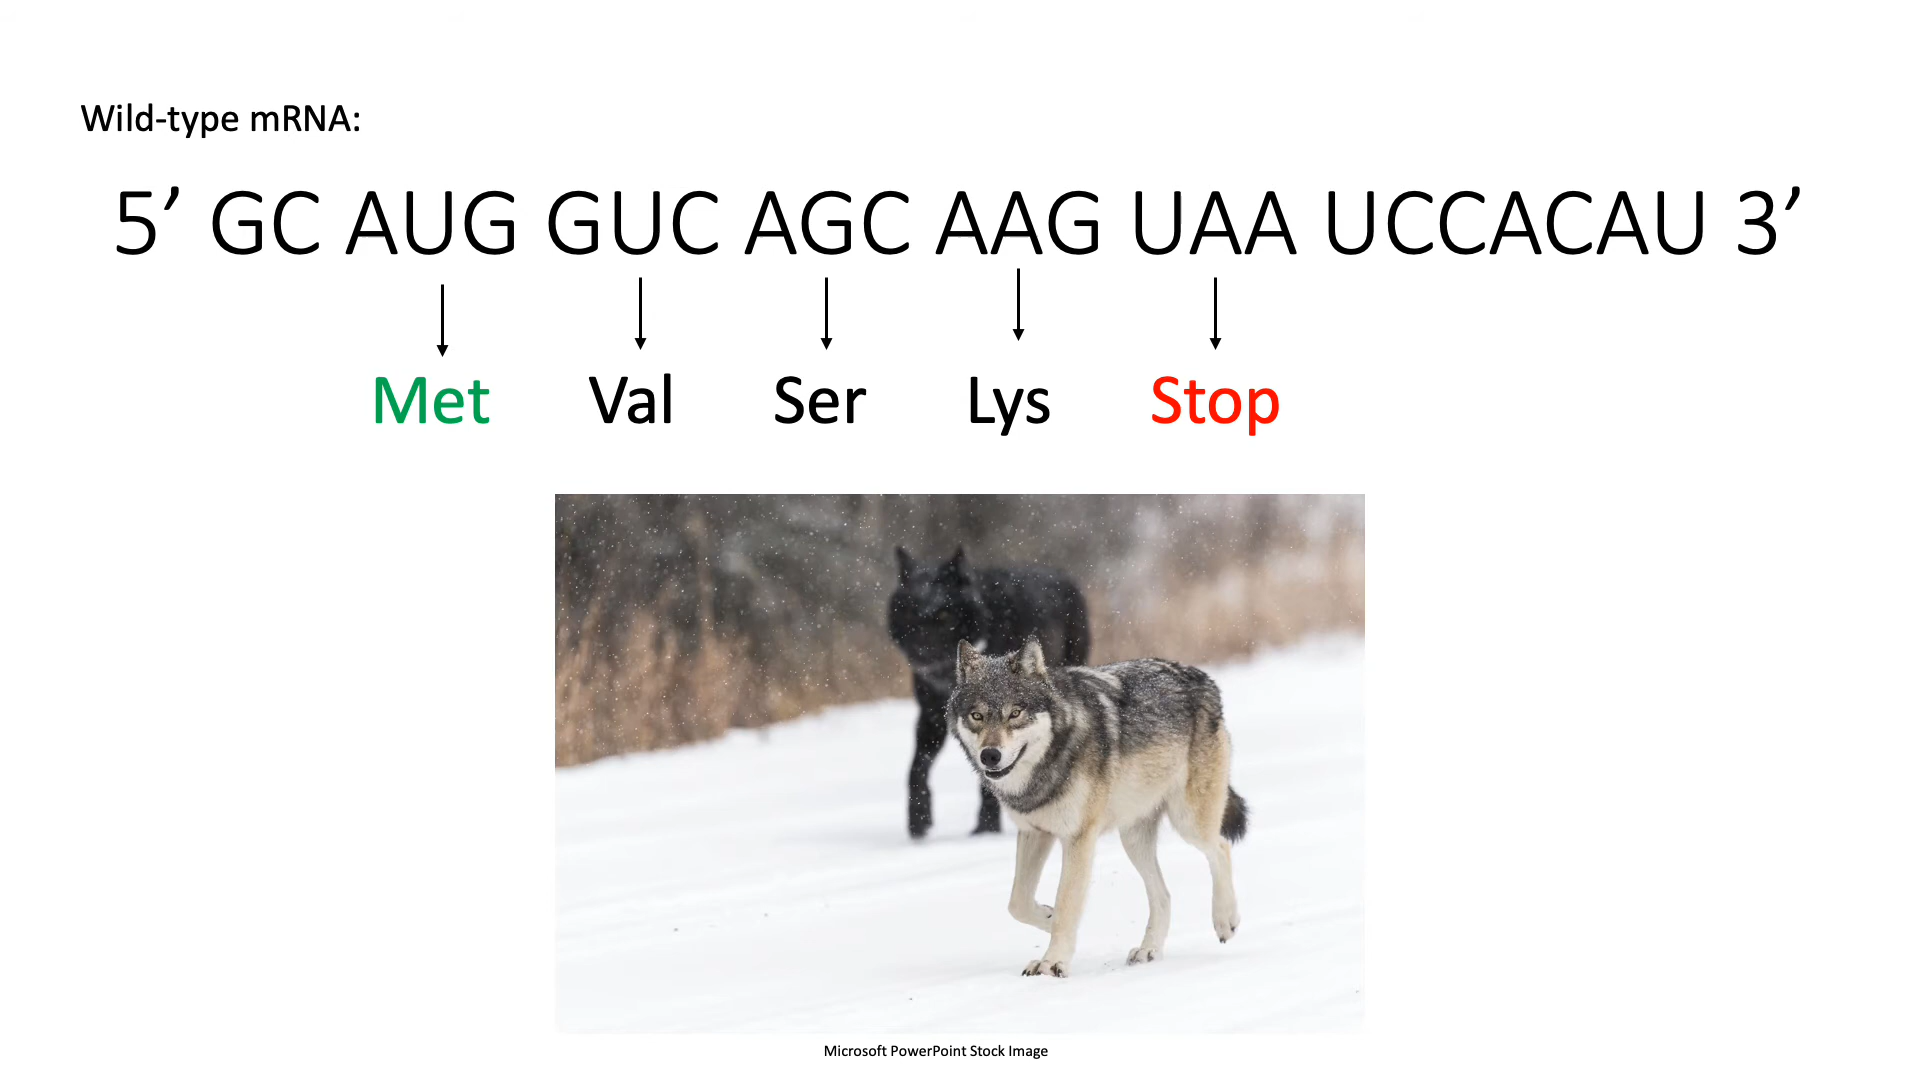 Wild-type mRNA:
5’ GC AUG GUC AGC AAG UAA UCCACAU 3’
Met Val Ser Lys Stop
Microsoft PowerPoint Stock Image